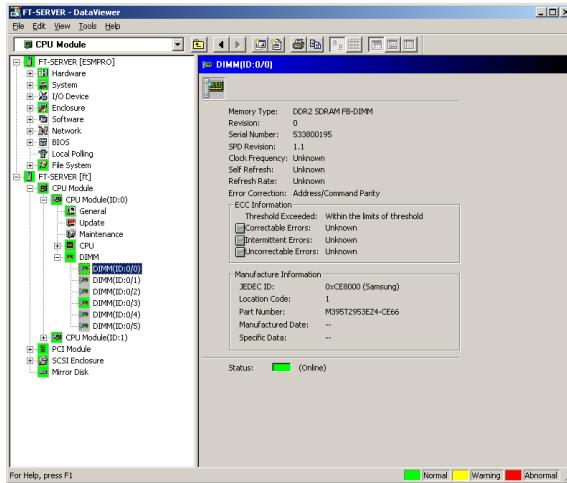 FT-SERVER - DataViewer
File Edit View Tools Help
CPU Module
FT-SERVER [ESMPRO]
Hardware
System
I/O Device
Enclosure
Software
Network
BIOS
Local Polling
File System
FT-SERVER [ft]
CPU Module
CPU Module(ID:0)
General
Update
Maintenance
CPU
DIMM
DIMM(ID:0/0)
DIMM(ID:0/1)
DIMM(ID:0/2)
DIMM(ID:0/3)
DIMM(ID:0/4)
DIMM(ID:0/5)
CPU Module(ID:1)
PCI Module
SCSI Enclosure
Mirror Disk
DIMM(ID:0/0)
Memory Type: DDR2 SDRAM FB-DIMM
Revision: 0
Serial Number: 533800195
SPD Revision: 1.1
Clock Frequency: Unknown
Self Refresh: Unknown
Refresh Rate: Unknown
Error Correction: Address/Command Parity
ECC Information
Threshold Exceeded: Within the limits of threshold
Correctable Errors: Unknown
Intermittent Errors: Unknown
Uncorrectable Errors: Unknown
Manufacture Information
JEDEC ID: 0xCE8000 (Samsung)
Location Code: 1
Part Number: M395T2953EZ4-CE66
Manufactured Date: --
Specific Data: --
Status: (Online)
For Help, press F1
Normal Warning Abnormal